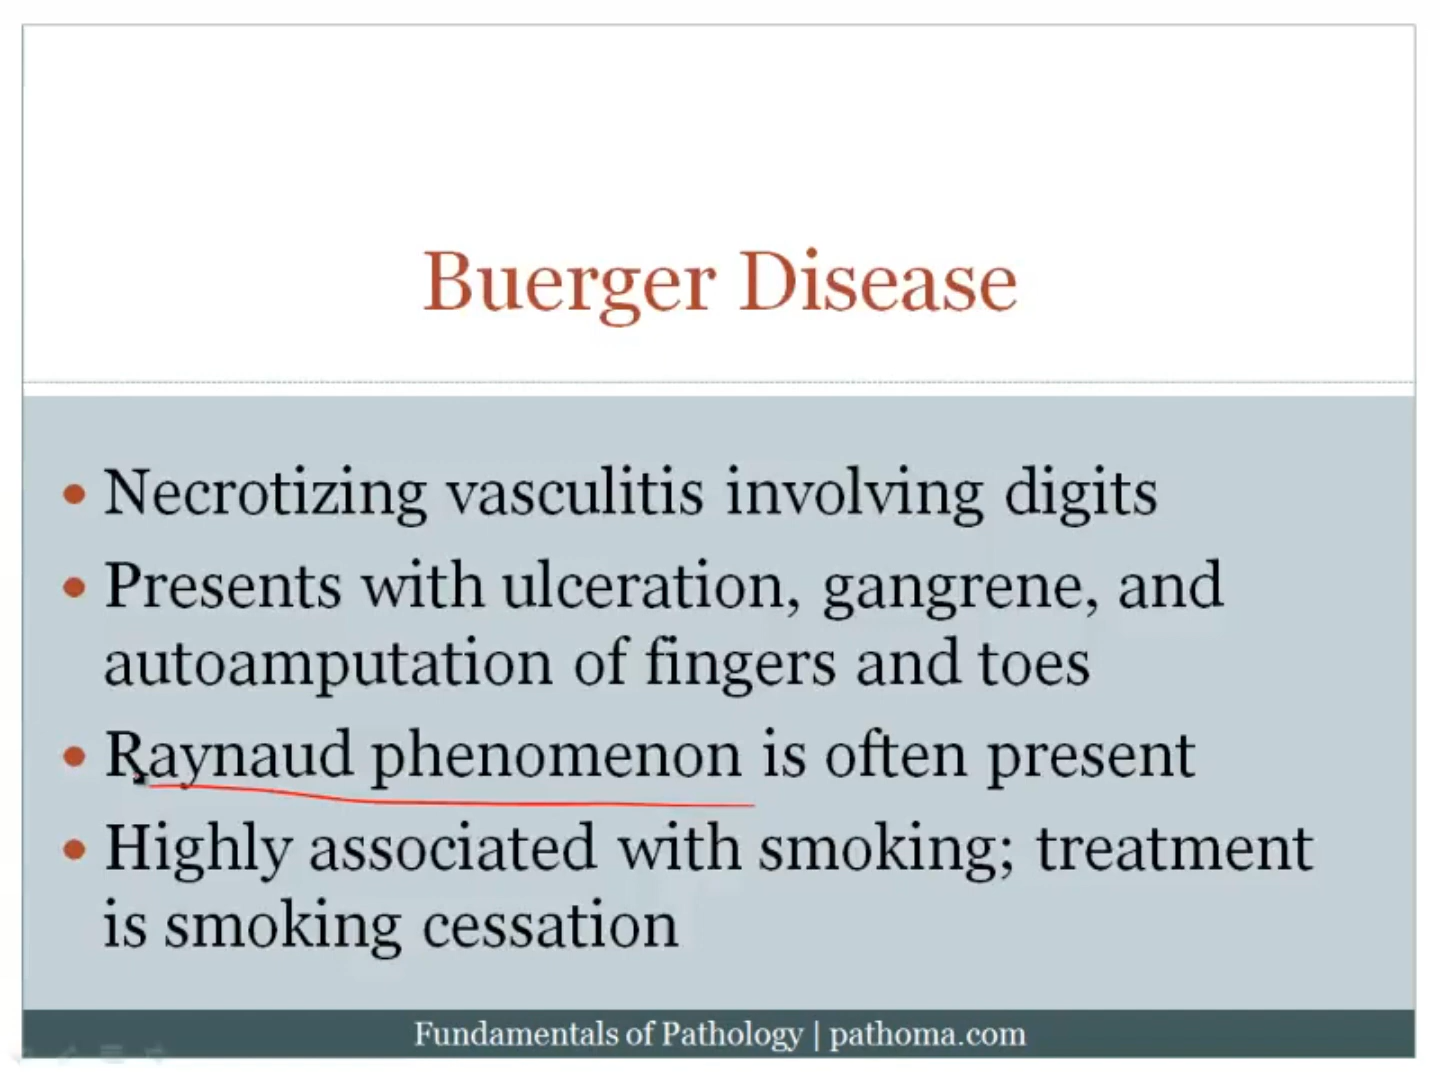 Buerger Disease
• Necrotizing vasculitis involving digits
• Presents with ulceration, gangrene, and
autoamputation of fingers and toes
• Raynaud phenomenon is often present
• Highly associated with smoking; treatment
is smoking cessation
Fundamentals of Pathology | pathoma.com